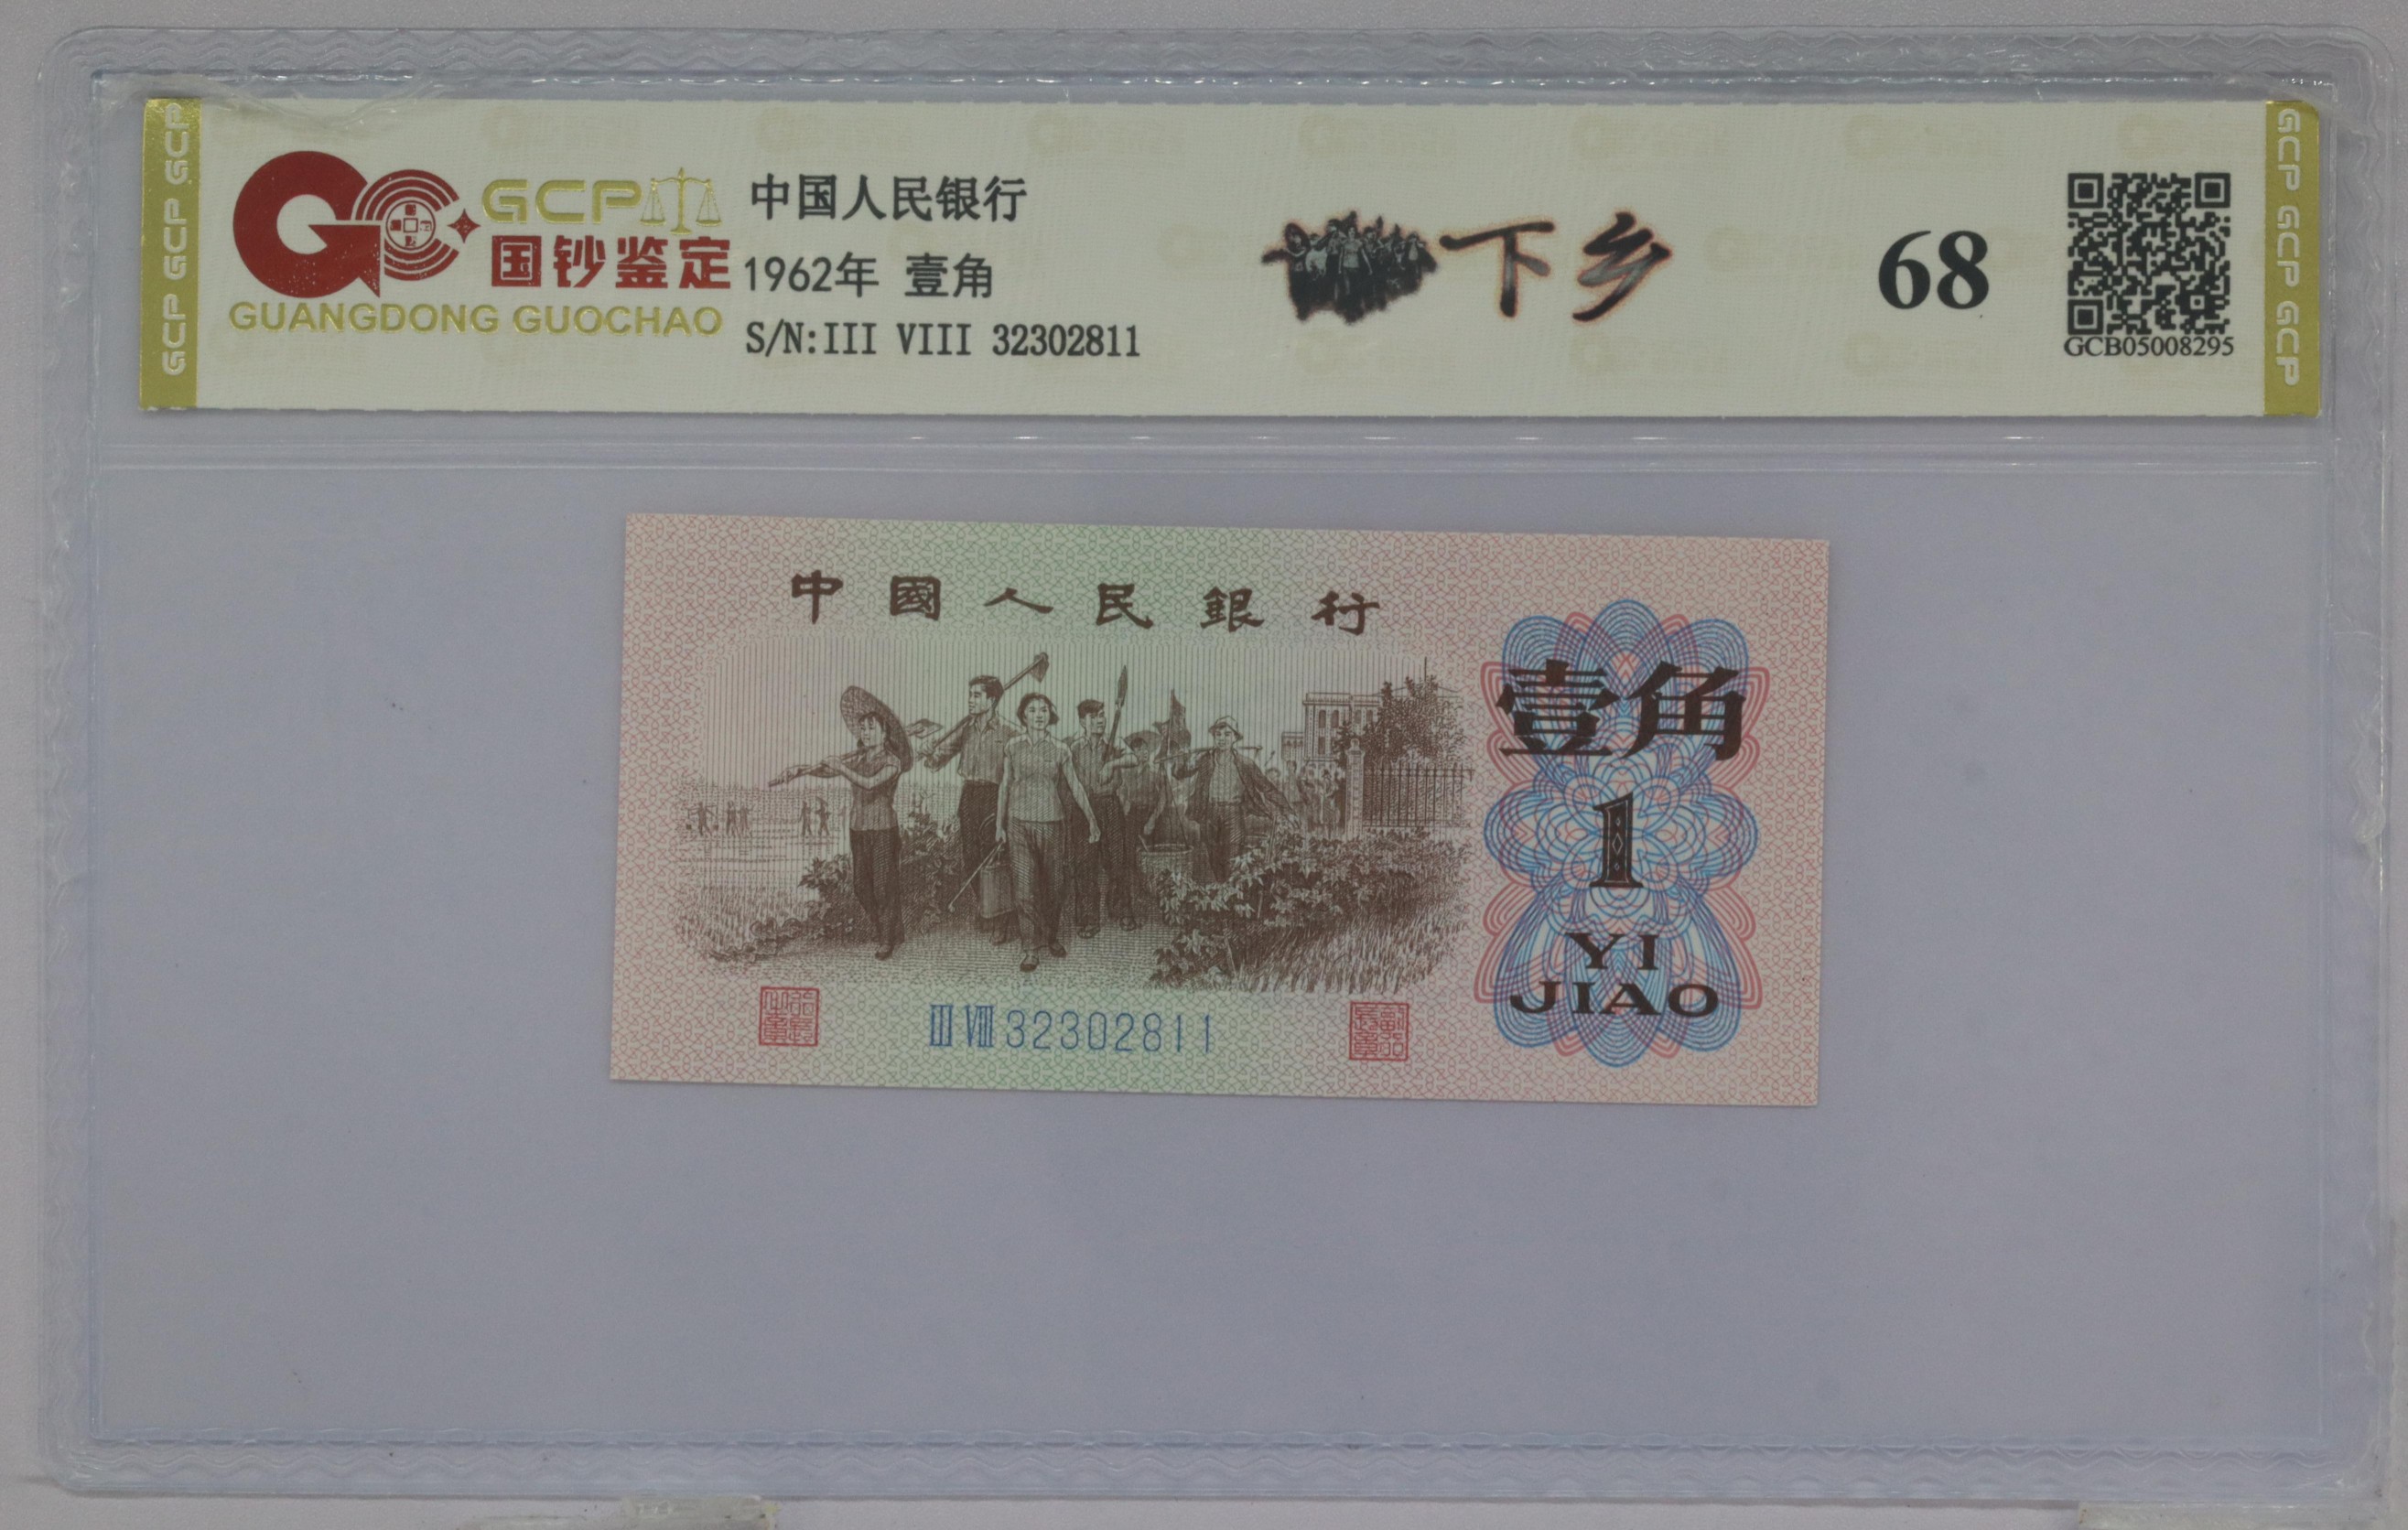 GCP GCP GCP
GCP
国钞鉴定
GUANGDONG GUOCHAO
中国人民银行
1962年 壹角
S/N:III VIII 32302811
下乡
68
GCB05008295
GCP GCP GCP
中國人民銀行
壹角
1
YI
JIAO
III VIII 32302811